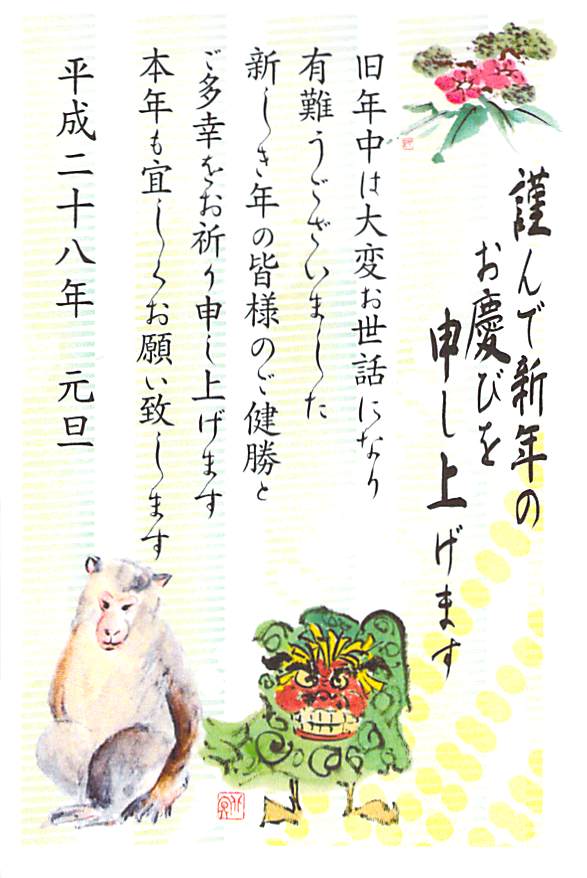 謹んで新年の
お慶びを
申し上げます
旧年中は大変お世話になり
有難うございました
新しき年の皆様のご健勝と
ご多幸をお祈り申し上げます
本年も宜しくお願い致します
平成二十八年 元旦